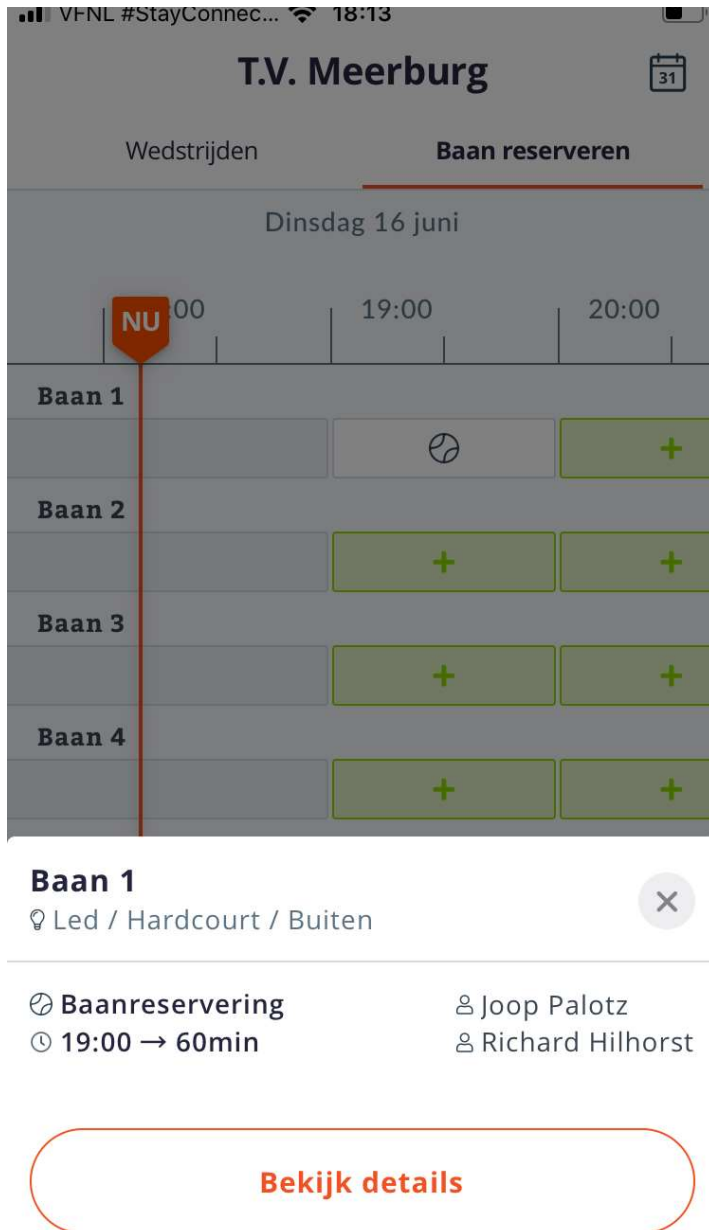 VFNL #StayConnec... 18:13
T.V. Meerburg
31
Wedstrijden Baan reserveren
Dinsdag 16 juni
NU :00 19:00 20:00
Baan 1
+
Baan 2
+ +
Baan 3
+ +
Baan 4
+ +
Baan 1
Led / Hardcourt / Buiten
Baanreservering Joop Palotz
19:00 → 60min Richard Hilhorst
Bekijk details